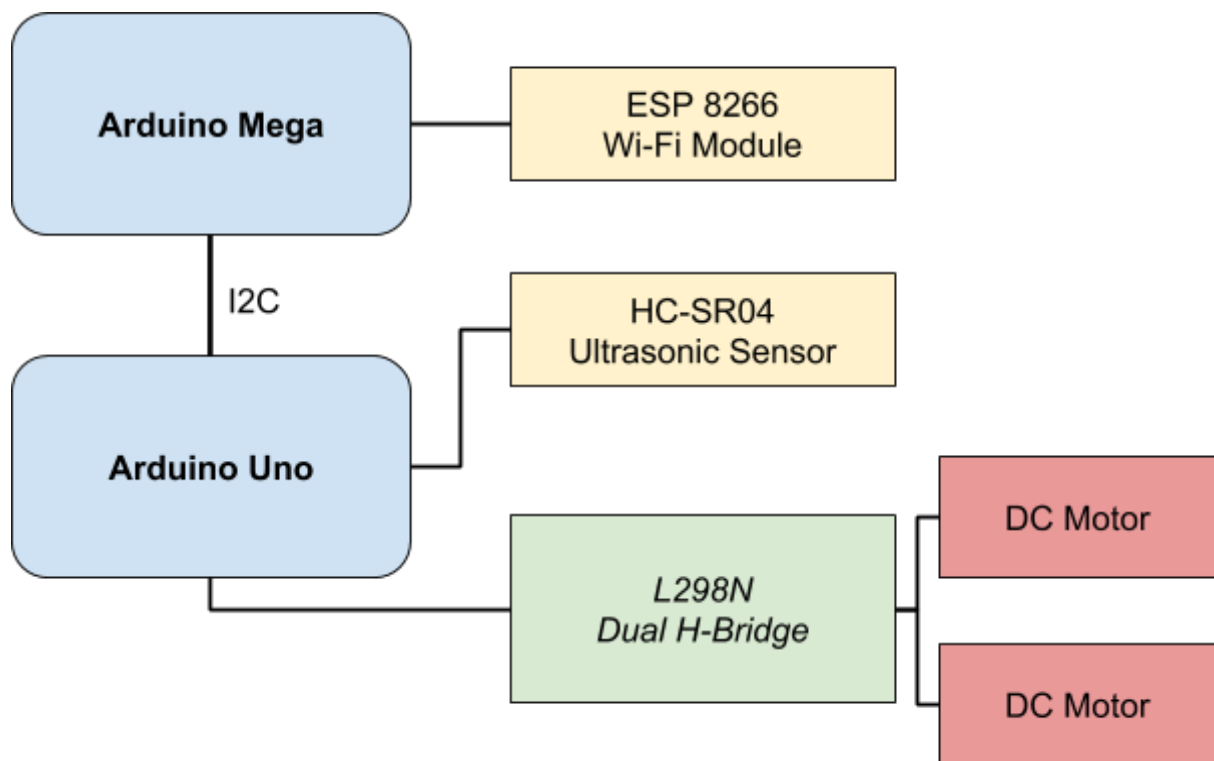 Arduino Mega
ESP 8266
Wi-Fi Module
I2C
HC-SR04
Ultrasonic Sensor
Arduino Uno
L298N
Dual H-Bridge
DC Motor
DC Motor